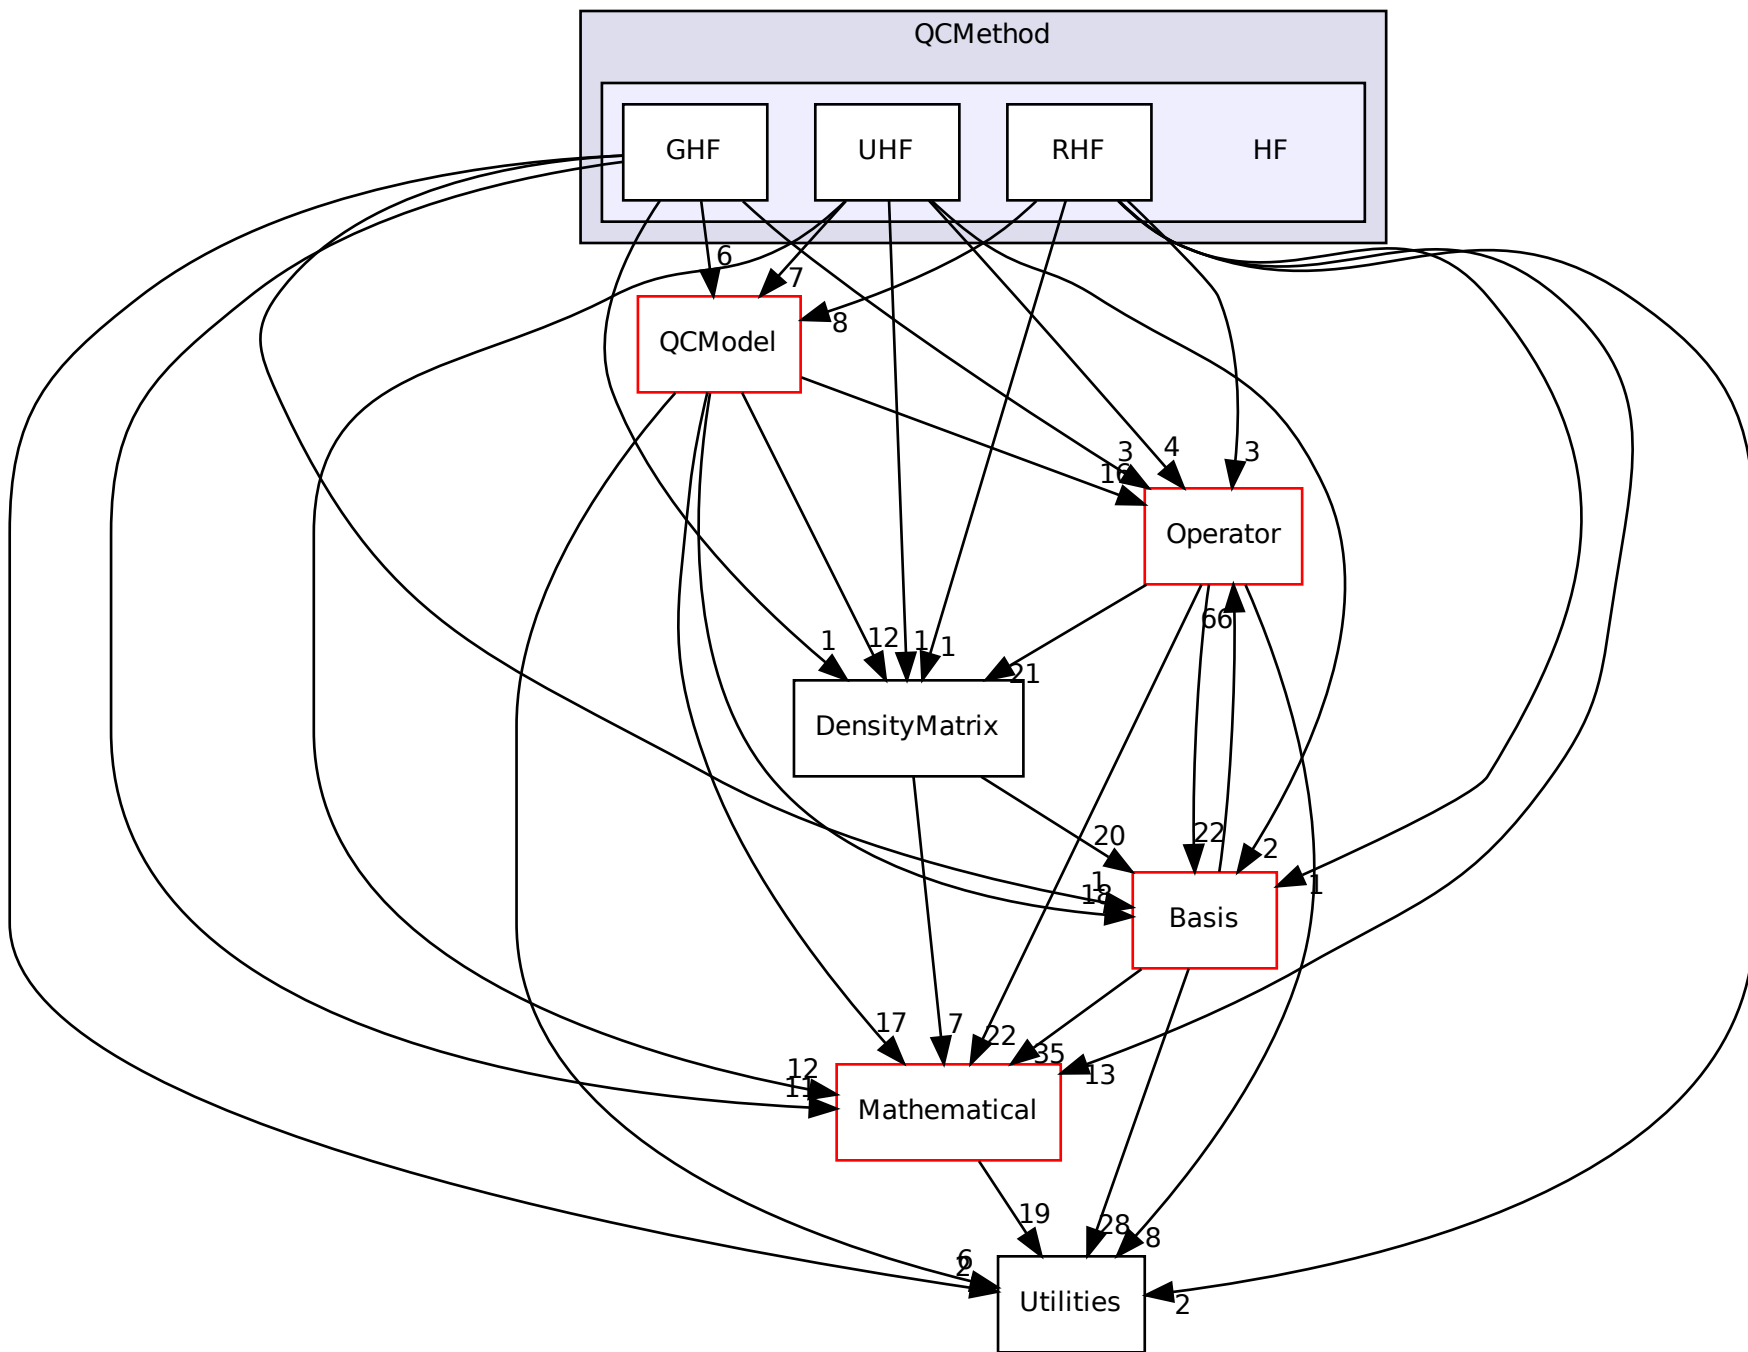 QCMethod
GHF
UHF
RHF
HF
6
7
8
QCModel
3
4
3
16
Operator
66
1
12
1
1
21
DensityMatrix
20
22
2
1
18
1
Basis
17
7
22
35
12
11
13
Mathematical
19
28
8
6
2
2
Utilities